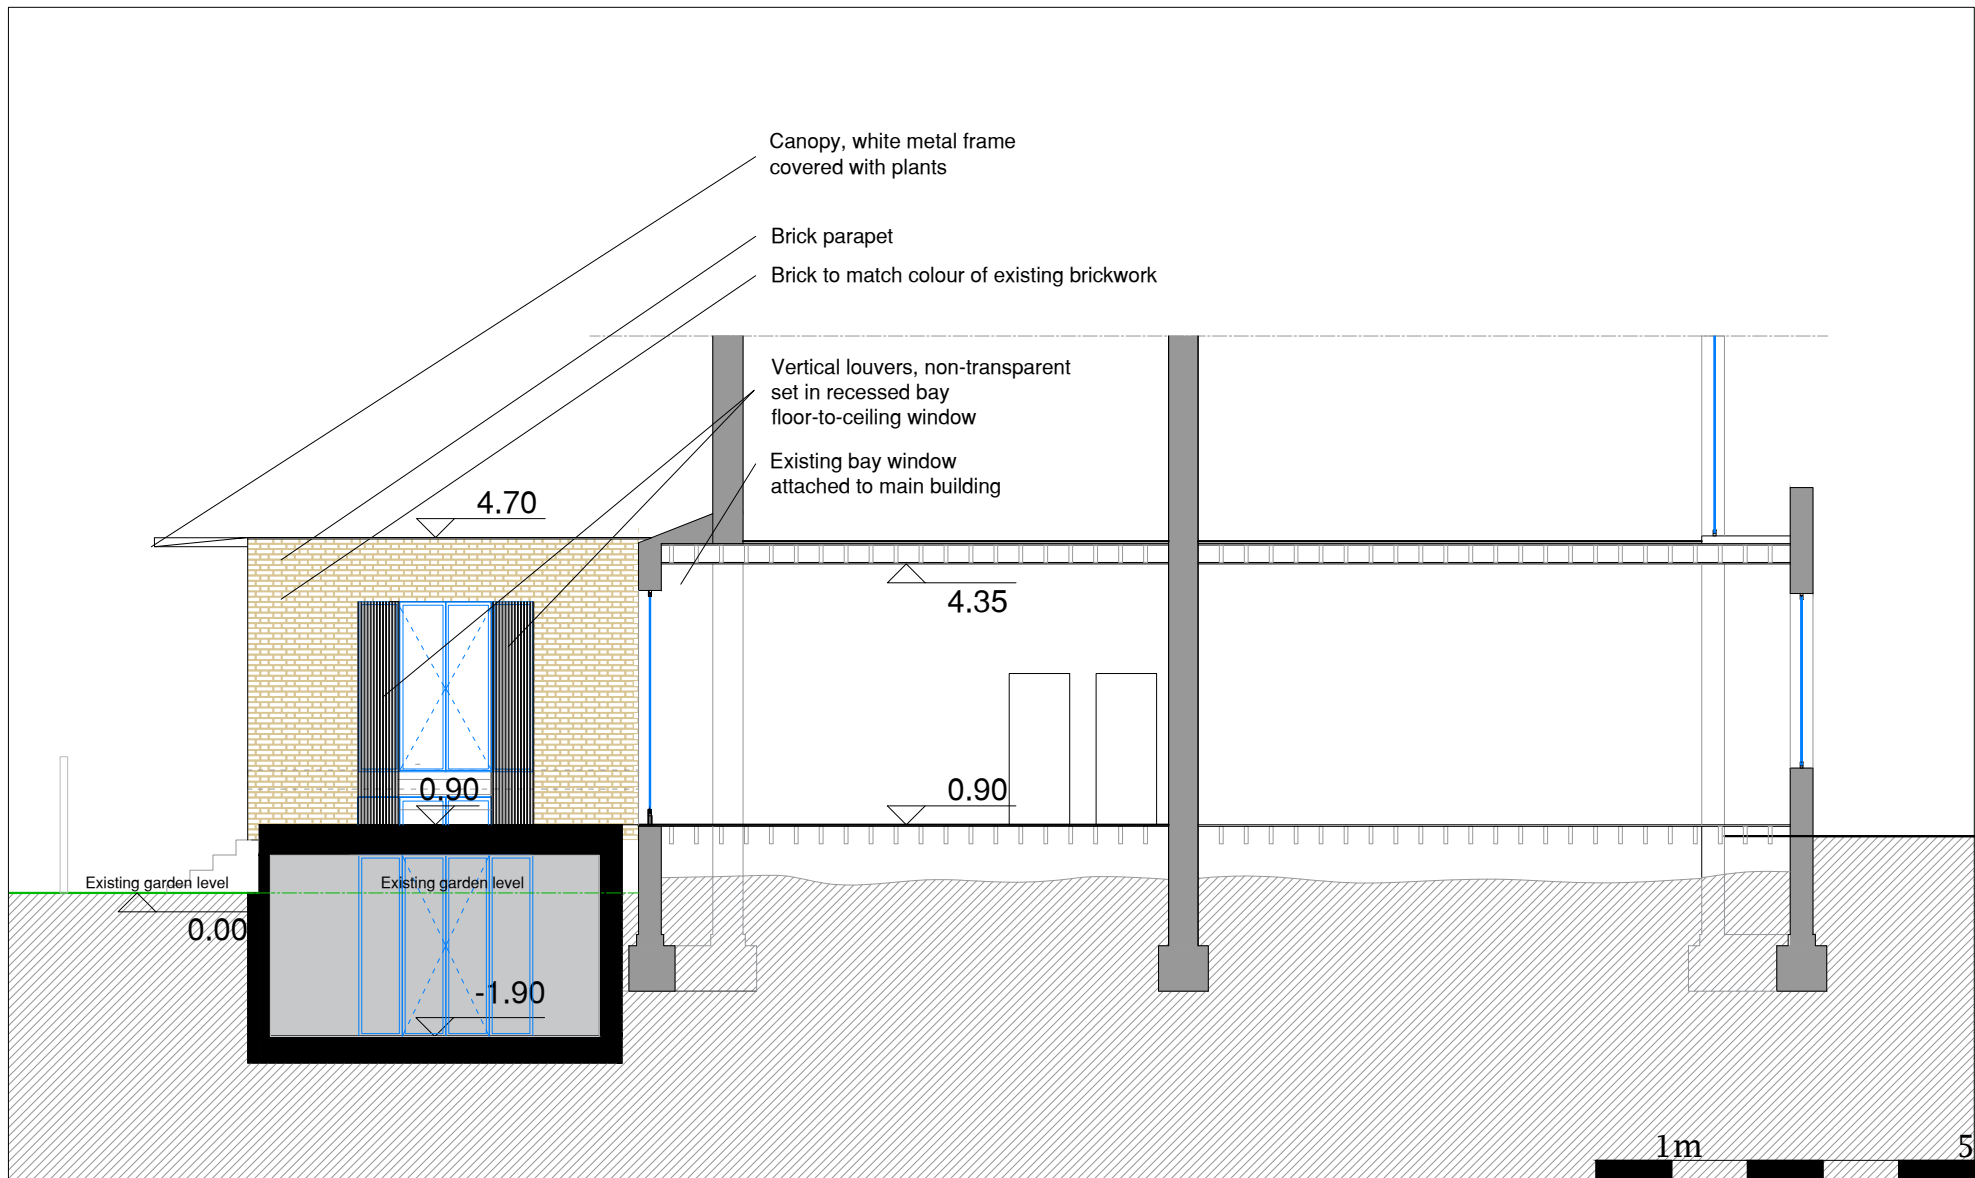 Canopy, white metal frame
covered with plants
Brick parapet
Brick to match colour of existing brickwork
Vertical louvers, non-transparent
set in recessed bay
floor-to-ceiling window
Existing bay window
attached to main building
4.70
4.35
0.90
0.90
Existing garden level
Existing garden level
0.00
-1.90
1m
5